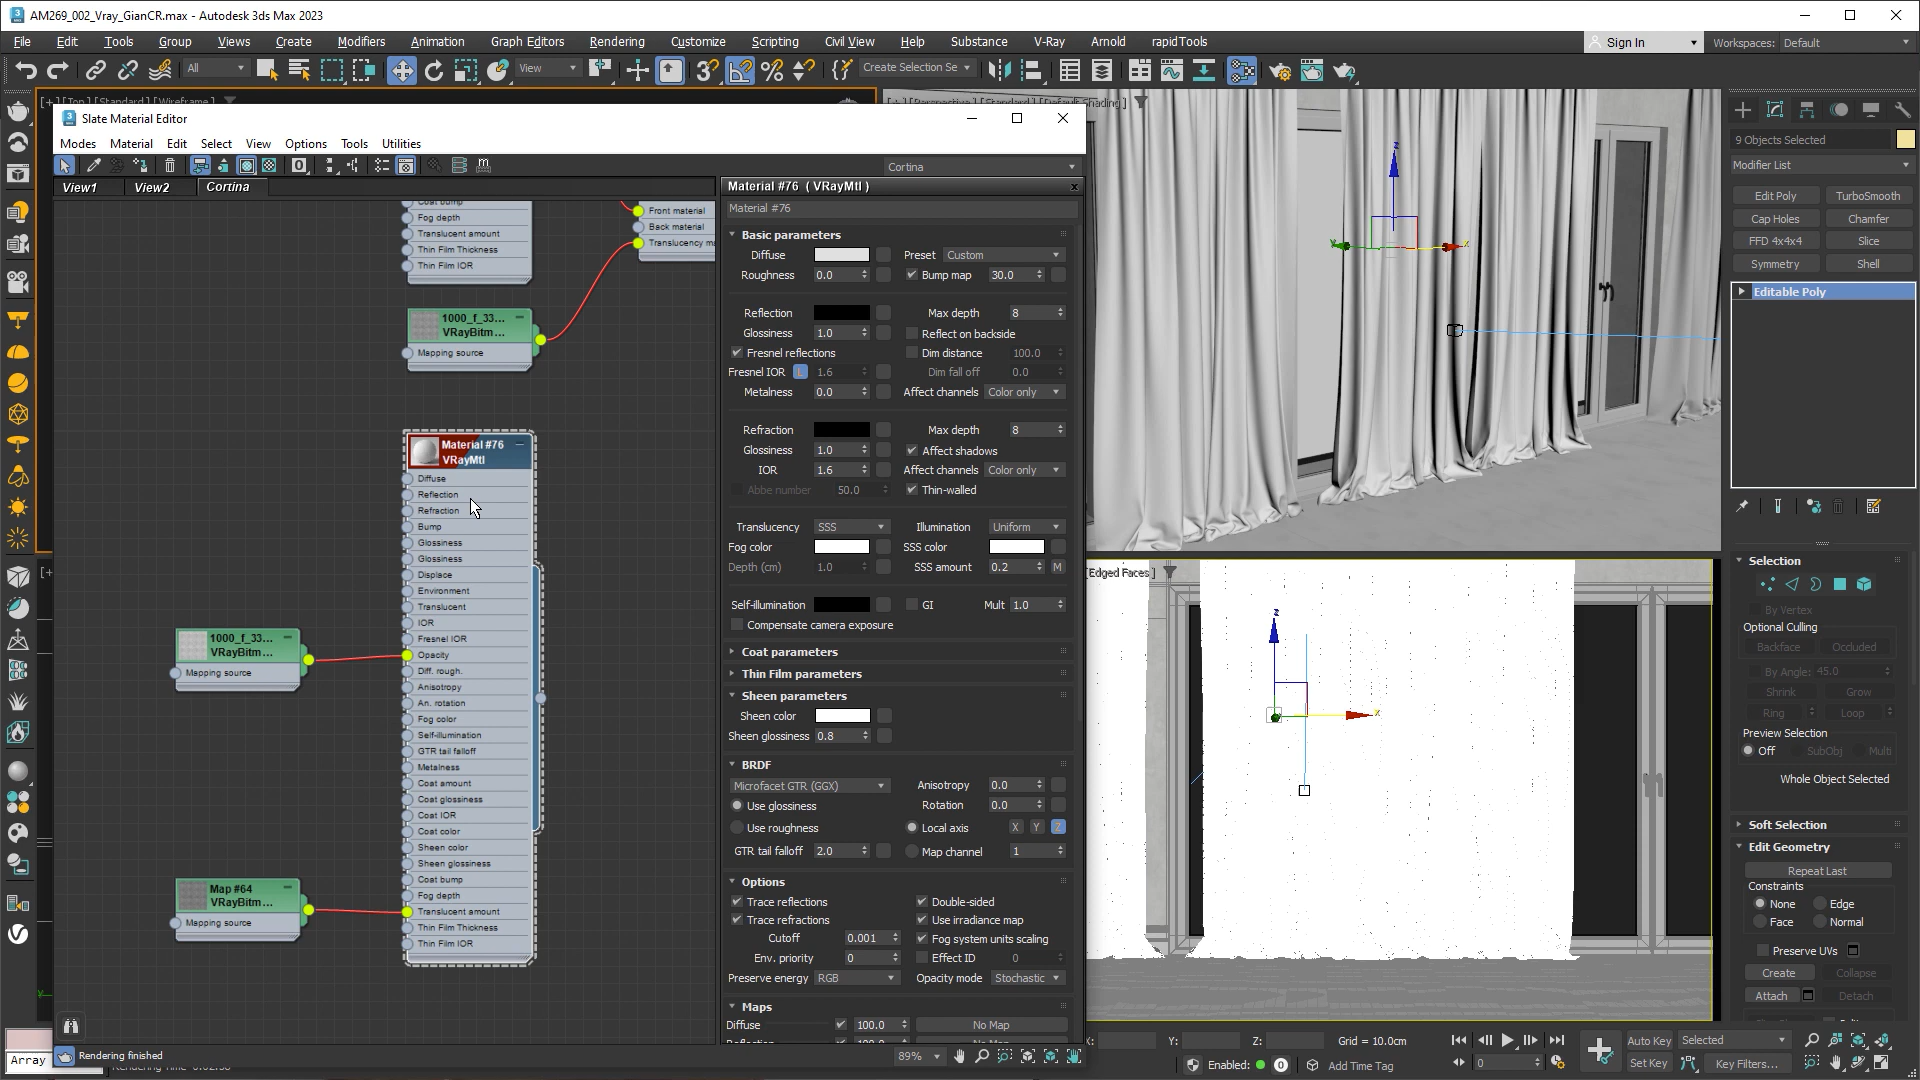 AM269_002_Vray_GianCR.max - Autodesk 3ds Max 2023
File Edit Tools Group Views Create Modifiers Animation Graph Editors Rendering Customize Scripting Civil View Help Substance V-Ray Arnold rapidTools
Sign In
Workspaces: Default
All
View
Create Selection Se
Slate Material Editor
Modes Material Edit Select View Options Tools Utilities
Cortina
View1 View2 Cortina
Fog depth
Translucent amount
Thin Film Thickness
Thin Film IOR
Front material
Back material
Translucency ma
1000_f_33...
VRayBitm...
Mapping source
Material #76
VRayMtl
Diffuse
Reflection
Refraction
Bump
Glossiness
Glossiness
Displace
Environment
Translucent
IOR
Fresnel IOR
Opacity
Diff. rough.
Anisotropy
An. rotation
Fog color
Self-illumination
GTR tail falloff
Metalness
Coat amount
Coat glossiness
Coat IOR
Coat color
Sheen color
Sheen glossiness
Coat bump
Fog depth
Translucent amount
Thin Film Thickness
Thin Film IOR
1000_f_33...
VRayBitm...
Mapping source
Map #64
VRayBitm...
Mapping source
Material #76 ( VRayMtl )
Material #76
Basic parameters
Diffuse Preset Custom
Roughness 0.0 Bump map 30.0
Reflection Max depth 8
Glossiness 1.0 Reflect on backside
Fresnel reflections Dim distance 100.0
Fresnel IOR L 1.6 Dim fall off 0.0
Metalness 0.0 Affect channels Color only
Refraction Max depth 8
Glossiness 1.0 Affect shadows
IOR 1.6 Affect channels Color only
Abbe number 50.0 Thin-walled
Translucency SSS Illumination Uniform
Fog color SSS color
Depth (cm) 1.0 SSS amount 0.2 M
Self-illumination GI Mult 1.0
Compensate camera exposure
Coat parameters
Thin Film parameters
Sheen parameters
Sheen color
Sheen glossiness 0.8
BRDF
Microfacet GTR (GGX) Anisotropy 0.0
Use glossiness Rotation 0.0
Use roughness Local axis X Y Z
GTR tail falloff 2.0 Map channel 1
Options
Trace reflections Double-sided
Trace refractions Use irradiance map
Cutoff 0.001 Fog system units scaling
Env. priority 0 Effect ID 0
Preserve energy RGB Opacity mode Stochastic
Maps
Diffuse 100.0 No Map
Rendering finished
89%
Array
[Edged Faces ]
9 Objects Selected
Modifier List
Edit Poly TurboSmooth
Cap Holes Chamfer
FFD 4x4x4 Slice
Symmetry Shell
Editable Poly
Selection
By Vertex
Optional Culling
Backface Occluded
By Angle: 45.0
Shrink Grow
Ring Loop
Preview Selection
Off SubObj Multi
Whole Object Selected
Soft Selection
Edit Geometry
Repeat Last
Constraints
None Edge
Face Normal
Preserve UVs
Create Collapse
Attach Detach
Y: Z: Grid = 10.0cm
Enabled: 0 Add Time Tag
0
Auto Key Selected
Set Key Key Filters...